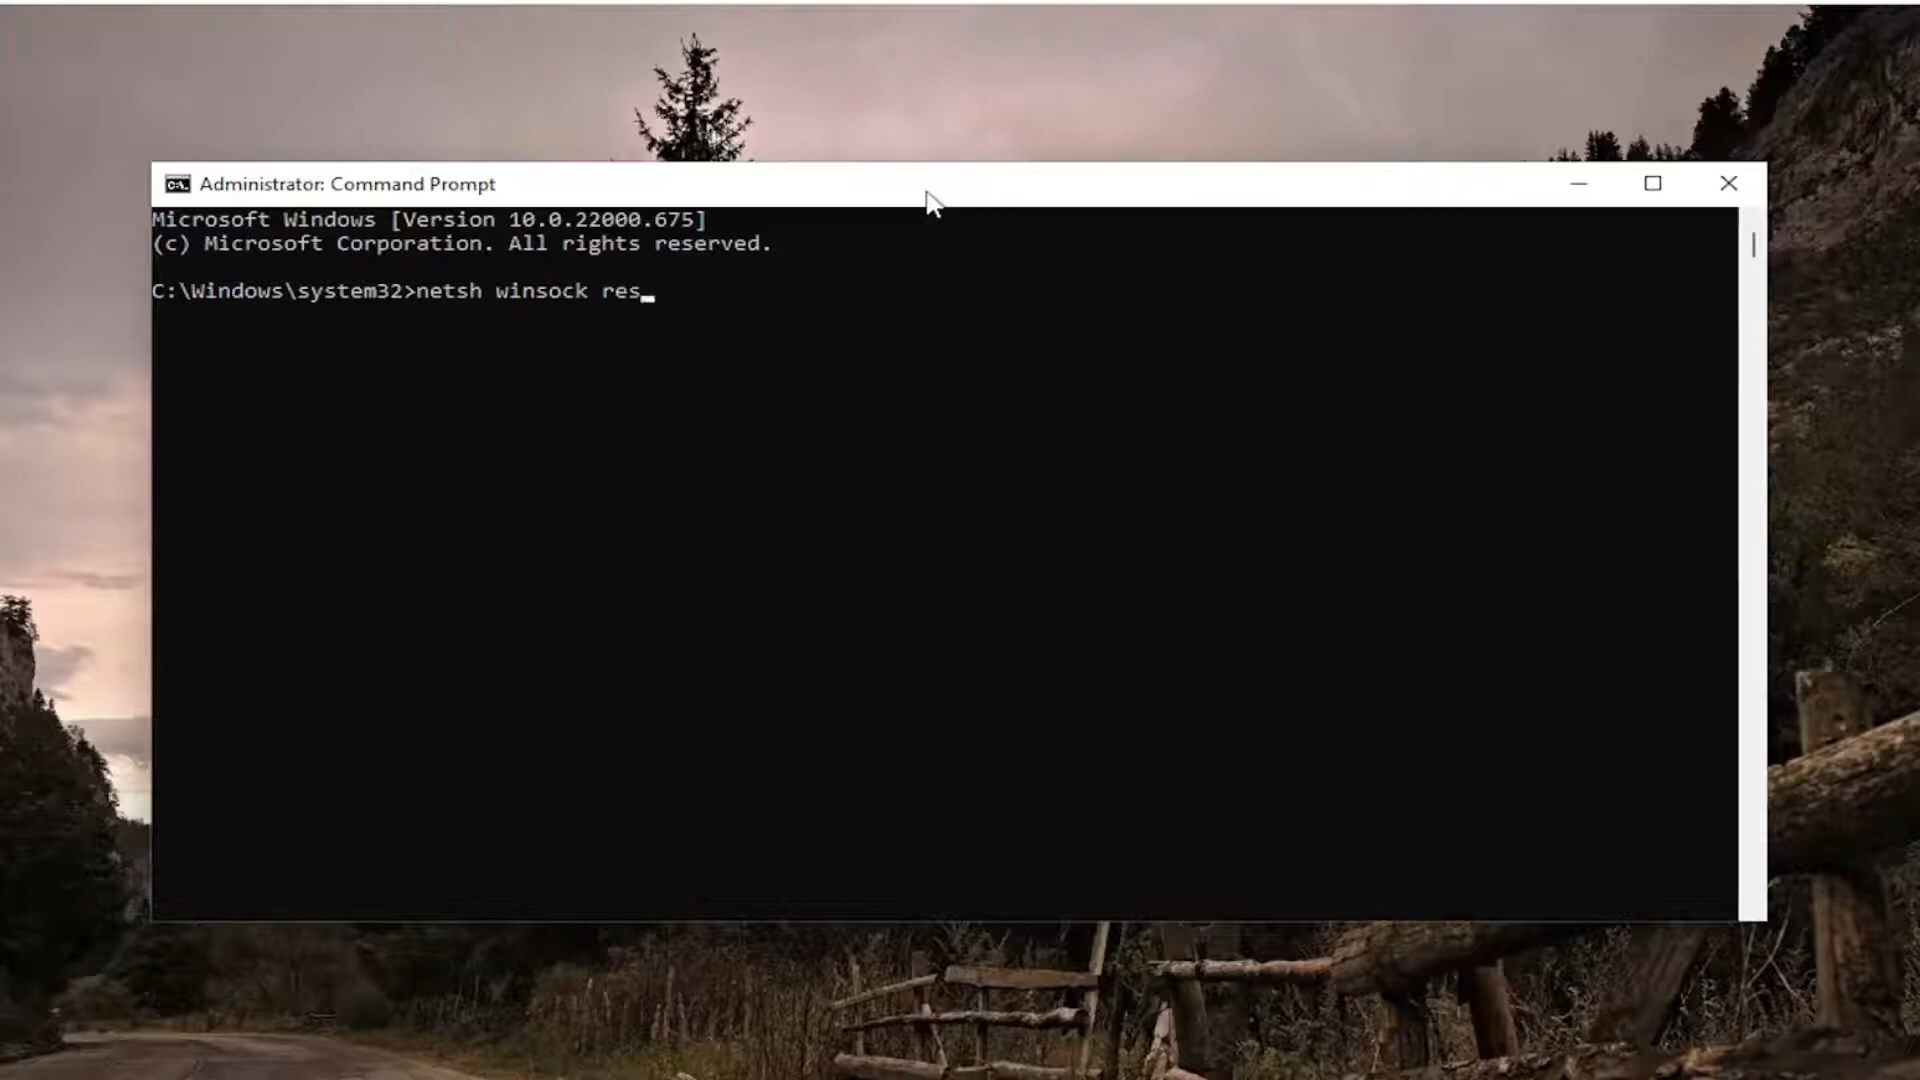 Administrator: Command Prompt
Microsoft Windows [Version 10.0.22000.675]
(c) Microsoft Corporation. All rights reserved.
C:\Windows\system32>netsh winsock res